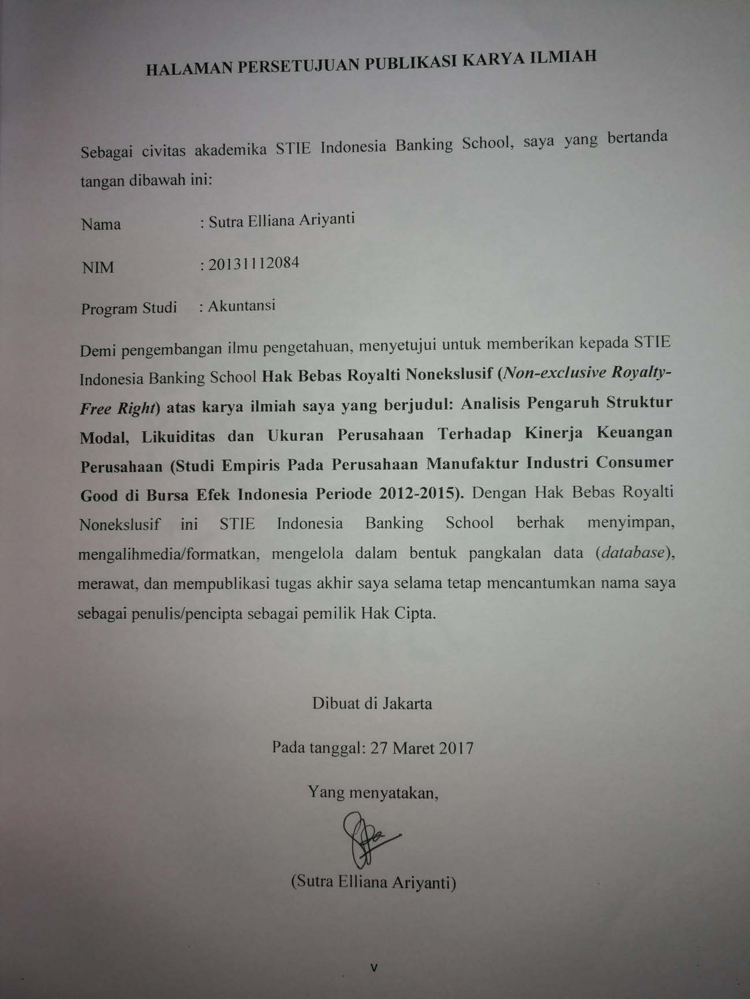 HALAMAN PERSETUJUAN PUBLIKASI KARYA ILMIAH
Sebagai civitas akademika STIE Indonesia Banking School, saya yang bertanda
tangan dibawah ini:
Nama : Sutra Elliana Ariyanti
NIM : 20131112084
Program Studi : Akuntansi
Demi pengembangan ilmu pengetahuan, menyetujui untuk memberikan kepada STIE
Indonesia Banking School Hak Bebas Royalti Nonekslusif (Non-exclusive Royalty-
Free Right) atas karya ilmiah saya yang berjudul: Analisis Pengaruh Struktur
Modal, Likuiditas dan Ukuran Perusahaan Terhadap Kinerja Keuangan
Perusahaan (Studi Empiris Pada Perusahaan Manufaktur Industri Consumer
Good di Bursa Efek Indonesia Periode 2012-2015). Dengan Hak Bebas Royalti
Nonekslusif ini STIE Indonesia Banking School berhak menyimpan,
mengalihmedia/formatkan, mengelola dalam bentuk pangkalan data (database),
merawat, dan mempublikasi tugas akhir saya selama tetap mencantumkan nama saya
sebagai penulis/pencipta sebagai pemilik Hak Cipta.
Dibuat di Jakarta
Pada tanggal: 27 Maret 2017
Yang menyatakan,
(Sutra Elliana Ariyanti)
v